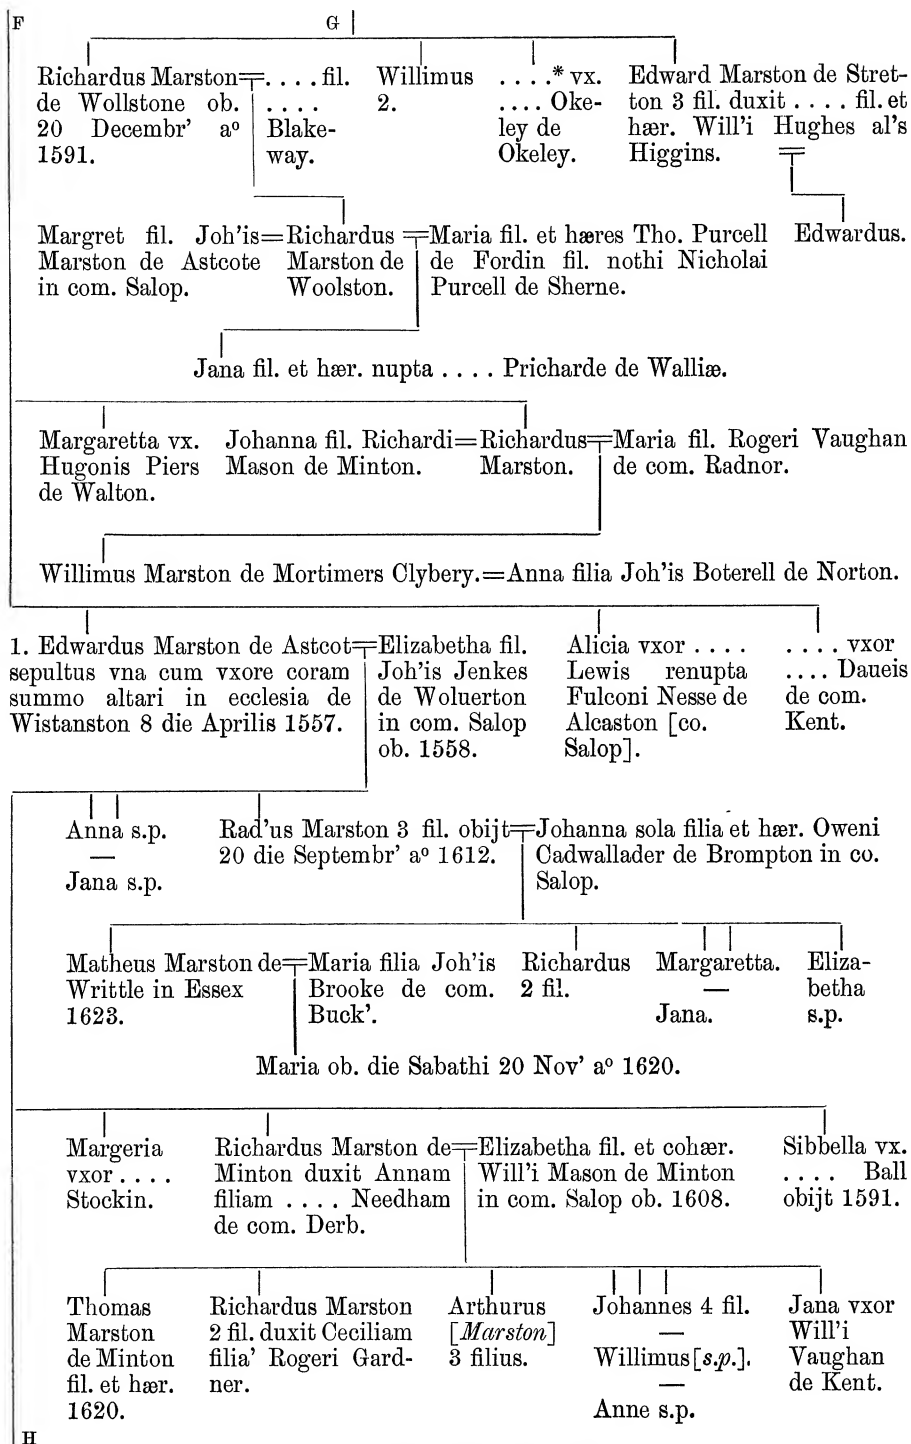 F G
Richardus Marston=. . . . fil.
de Wollstone ob. . . . .
20 Decembr' aº Blake-
1591. way.
Willimus
2.
. . . .* vx.
. . . . Oke-
ley de
Okeley.
Edward Marston de Stret-
ton 3 fil. duxit . . . . fil. et
hær. Will'i Hughes al's
Higgins. =
Margret fil. Joh'is=Richardus =Maria fil. et hæres Tho. Purcell
Marston de Astcote Marston de de Fordin fil. nothi Nicholai
in com. Salop. Woolston. Purcell de Sherne.
Edwardus.
Jana fil. et hær. nupta . . . . Pricharde de Walliæ.
Margaretta vx.
Hugonis Piers
de Walton.
Johanna fil. Richardi=Richardus=Maria fil. Rogeri Vaughan
Mason de Minton. Marston. de com. Radnor.
Willimus Marston de Mortimers Clybery.=Anna filia Joh'is Boterell de Norton.
1. Edwardus Marston de Astcot=Elizabetha fil.
sepultus vna cum vxore coram Joh'is Jenkes
summo altari in ecclesia de de Woluerton
Wistanston 8 die Aprilis 1557. in com. Salop
ob. 1558.
Alicia vxor . . . .
Lewis renupta
Fulconi Nesse de
Alcaston [co.
Salop].
. . . . vxor
. . . . Daueis
de com.
Kent.
Anna s.p.
—
Jana s.p.
Rad'us Marston 3 fil. obijt=Johanna sola filia et hær. Oweni
20 die Septembr' aº 1612. Cadwallader de Brompton in co.
Salop.
Matheus Marston de=Maria filia Joh'is
Writtle in Essex Brooke de com.
1623. Buck'.
Richardus
2 fil.
Margaretta.
—
Jana.
Eliza-
betha
s.p.
Maria ob. die Sabathi 20 Nov' aº 1620.
Margeria
vxor . . . .
Stockin.
Richardus Marston de=Elizabetha fil. et cohær.
Minton duxit Annam Will'i Mason de Minton
filiam . . . . Needham in com. Salop ob. 1608.
de com. Derb.
Sibbella vx.
. . . . Ball
obijt 1591.
Thomas
Marston
de Minton
fil. et hær.
1620.
Richardus Marston
2 fil. duxit Ceciliam
filia' Rogeri Gard-
ner.
Arthurus
[Marston]
3 filius.
Johannes 4 fil.
—
Willimus [s.p.].
—
Anne s.p.
Jana vxor
Will'i
Vaughan
de Kent.
H